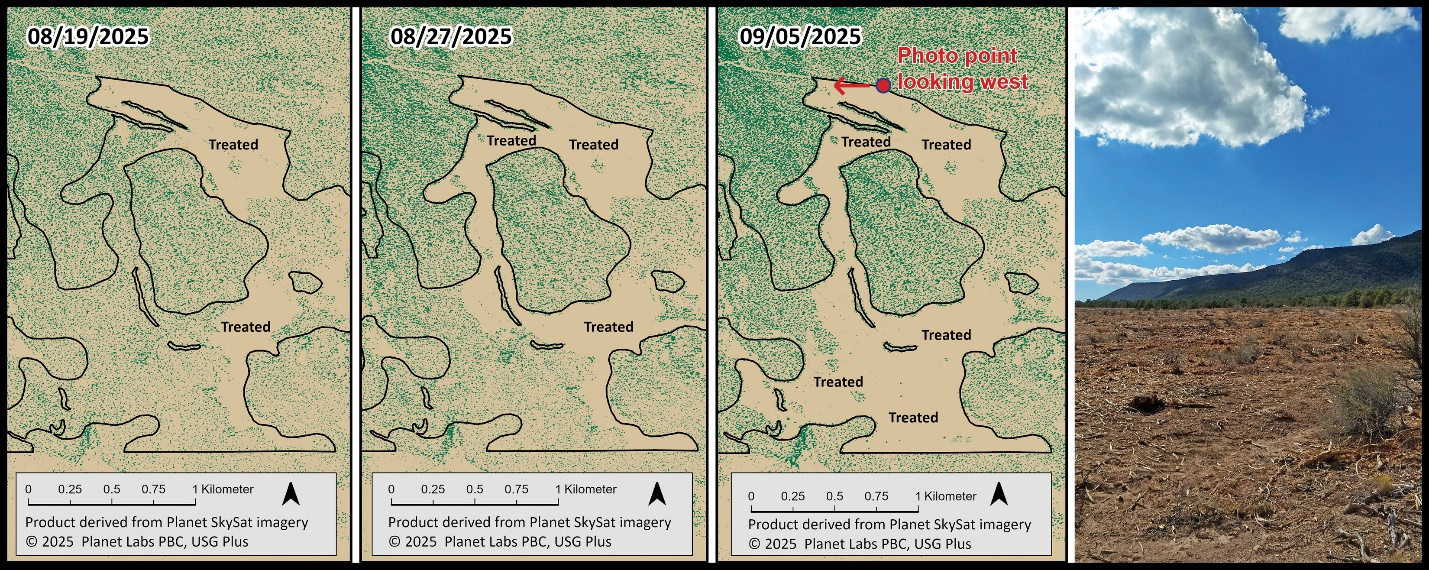 08/19/2025
Treated
Treated
0 0.25 0.5 0.75 1 Kilometer
Product derived from Planet SkySat imagery
© 2025 Planet Labs PBC, USG Plus
08/27/2025
Treated
Treated
Treated
0 0.25 0.5 0.75 1 Kilometer
Product derived from Planet SkySat imagery
© 2025 Planet Labs PBC, USG Plus
09/05/2025
Photo point
looking west
Treated
Treated
Treated
Treated
Treated
0 0.25 0.5 0.75 1 Kilometer
Product derived from Planet SkySat imagery
© 2025 Planet Labs PBC, USG Plus